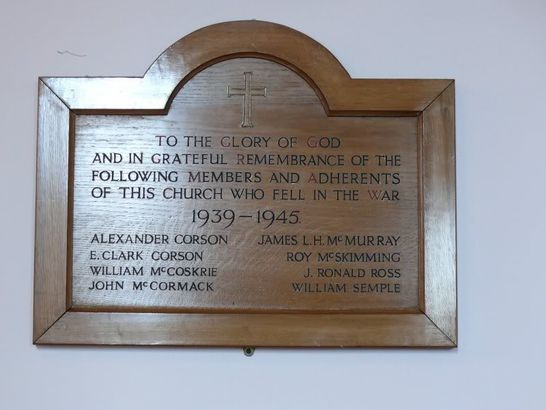 TO THE GLORY OF GOD
AND IN GRATEFUL REMEMBRANCE OF THE
FOLLOWING MEMBERS AND ADHERENTS
OF THIS CHURCH WHO FELL IN THE WAR
1939-1945
ALEXANDER CORSON
E. CLARK CORSON
WILLIAM McCOSKRIE
JOHN McCORMACK
JAMES L.H. McMURRAY
ROY McSKIMMING
J. RONALD ROSS
WILLIAM SEMPLE